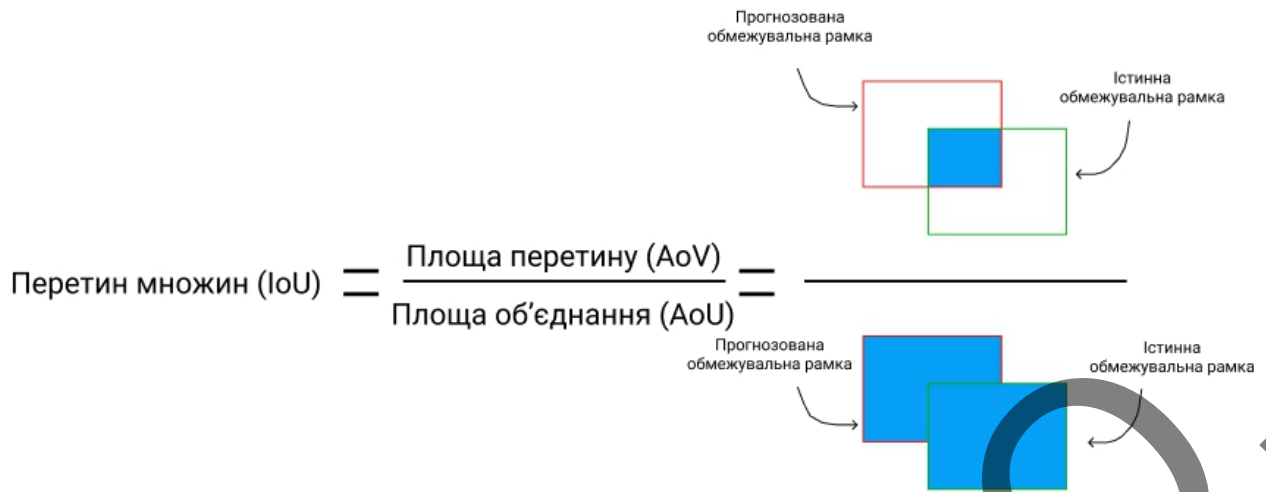 Прогнозована
обмежувальна рамка
Істинна
обмежувальна рамка
Перетин множин (IoU)
=
Площа перетину (AoV)
Площа об’єднання (AoU)
=
Прогнозована
обмежувальна рамка
Істинна
обмежувальна рамка